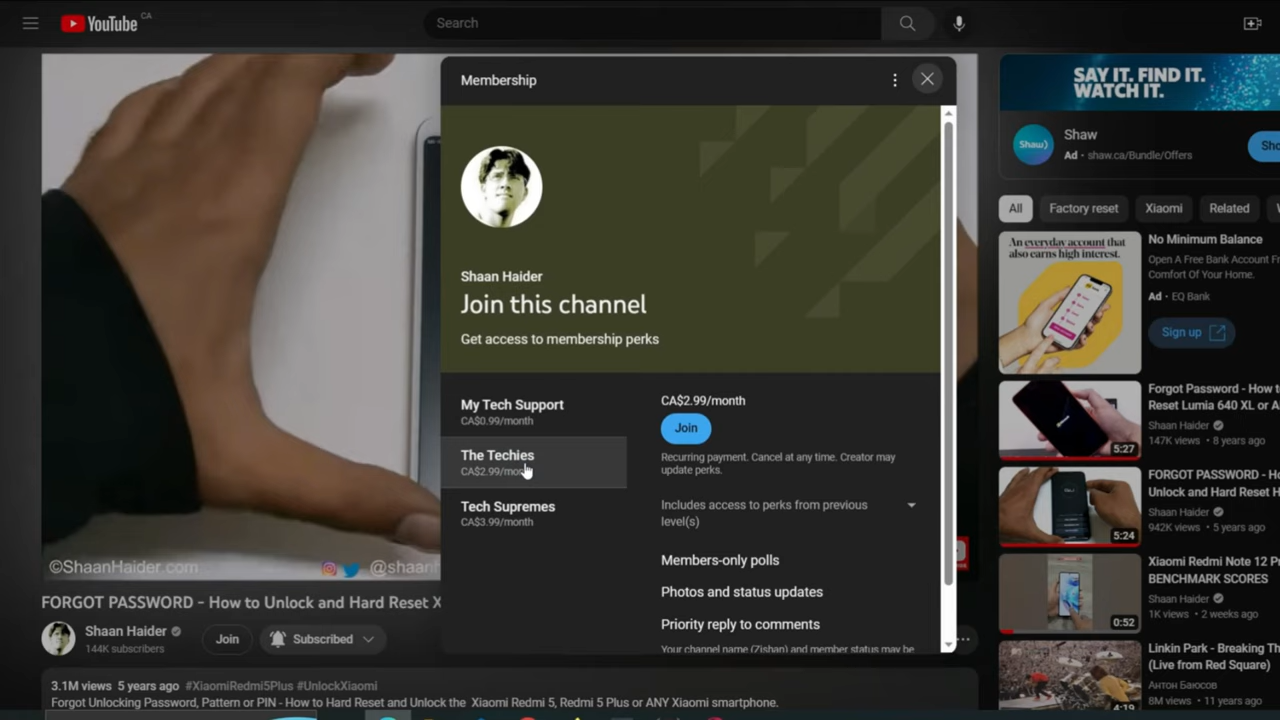 YouTube CA
Search
Membership
Shaan Haider
Join this channel
Get access to membership perks
My Tech Support
CA$0.99/month
The Techies
CA$2.99/
Tech Supremes
CA$3.99/month
CA$2.99/month
Join
Recurring payment. Cancel at any time. Creator may
update perks.
Includes access to perks from previous
level(s)
Members-only polls
Photos and status updates
Priority reply to comments
Your channel name (Zishan) and member status may be
©ShaanHaider.com
@shaan
FORGOT PASSWORD - How to Unlock and Hard Reset X
Shaan Haider
144K subscribers
Join
Subscribed
3.1M views 5 years ago #XiaomiRedmi5Plus #UnlockXiaomi
Forgot Unlocking Password, Pattern or PIN - How to Hard Reset and Unlock the Xiaomi Redmi 5, Redmi 5 Plus or ANY Xiaomi smartphone.
SAY IT. FIND IT.
WATCH IT.
Shaw)
Shaw
Ad · shaw.ca/Bundle/Offers
Sho
All
Factory reset
Xiaomi
Related
An everyday account that
also earns high interest.
No Minimum Balance
Open A Free Bank Account F
Comfort Of Your Home.
Ad · EQ Bank
Sign up
Forgot Password - How t
Reset Lumia 640 XL or A
Shaan Haider
147K views · 8 years ago
5:27
FORGOT PASSWORD - H
Unlock and Hard Reset H
Shaan Haider
942K views · 5 years ago
5:24
Xiaomi Redmi Note 12 P
BENCHMARK SCORES
Shaan Haider
1K views · 2 weeks ago
0:52
Linkin Park - Breaking Th
(Live from Red Square)
Антон Баюсов
8M views · 11 years ago
4:19